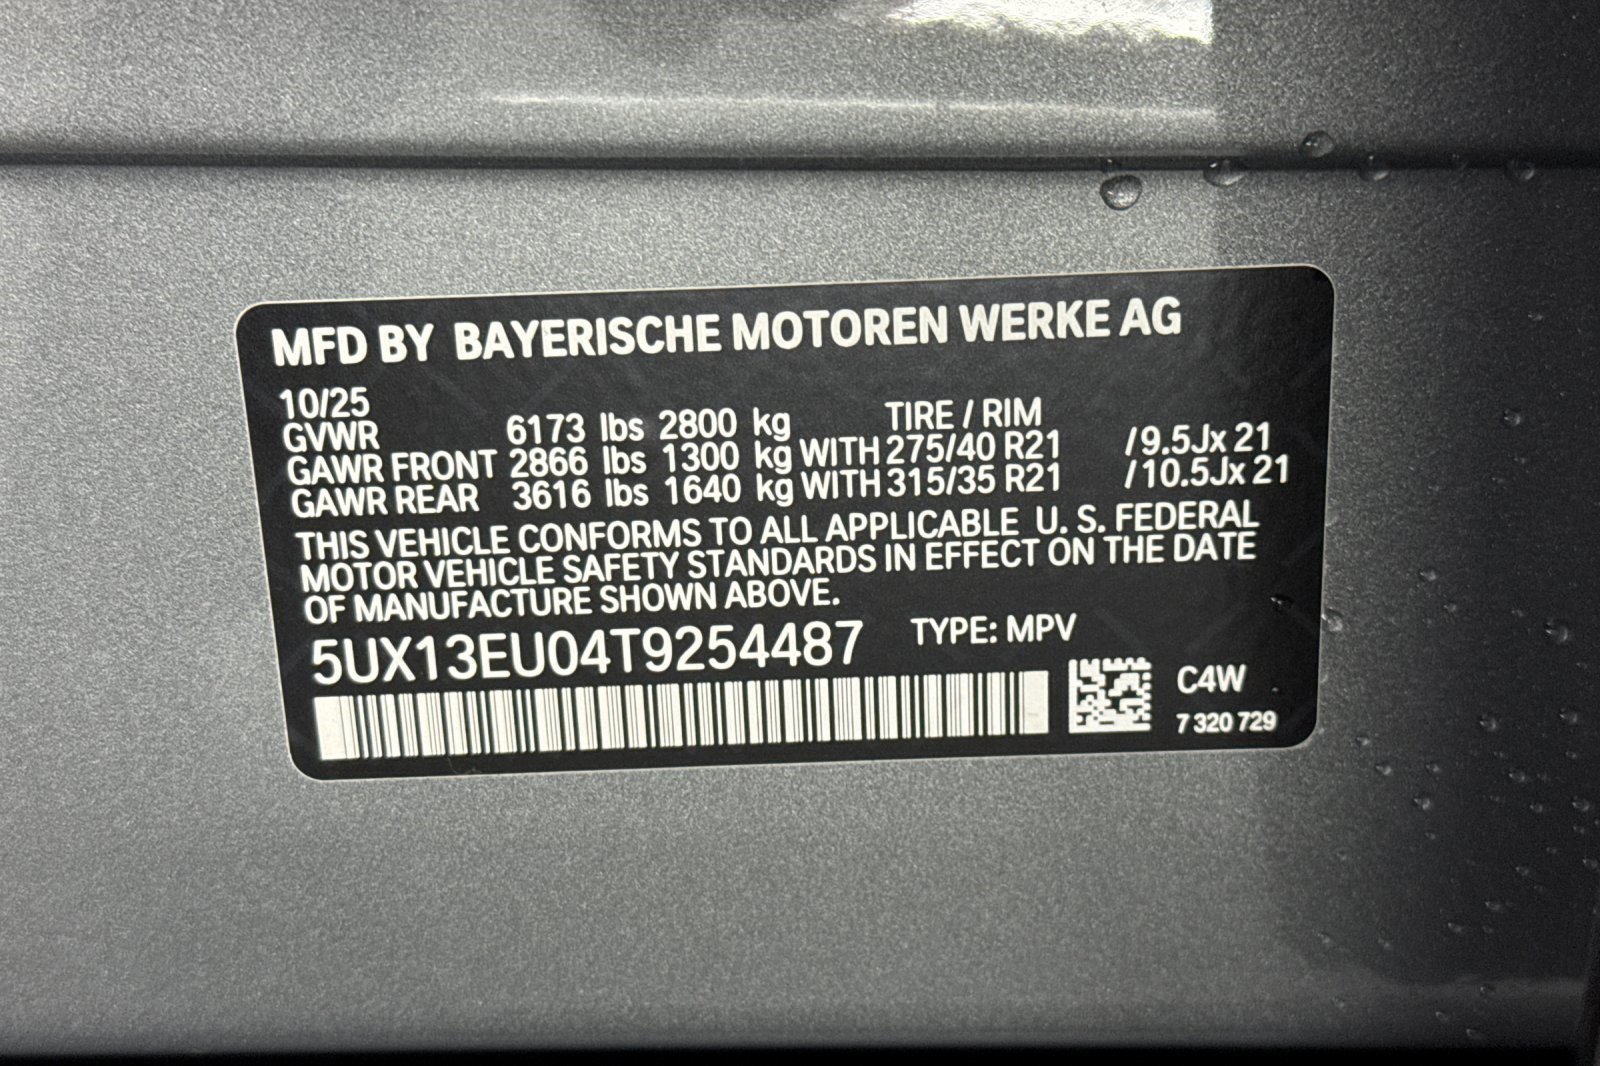 MFD BY BAYERISCHE MOTOREN WERKE AG
10/25 TIRE / RIM
GVWR 6173 lbs 2800 kg
GAWR FRONT 2866 lbs 1300 kg WITH 275/40 R21 /9.5Jx 21
GAWR REAR 3616 lbs 1640 kg WITH 315/35 R21 /10.5Jx 21
THIS VEHICLE CONFORMS TO ALL APPLICABLE U. S. FEDERAL
MOTOR VEHICLE SAFETY STANDARDS IN EFFECT ON THE DATE
OF MANUFACTURE SHOWN ABOVE.
5UX13EU04T9254487 TYPE: MPV
C4W
7 320 729